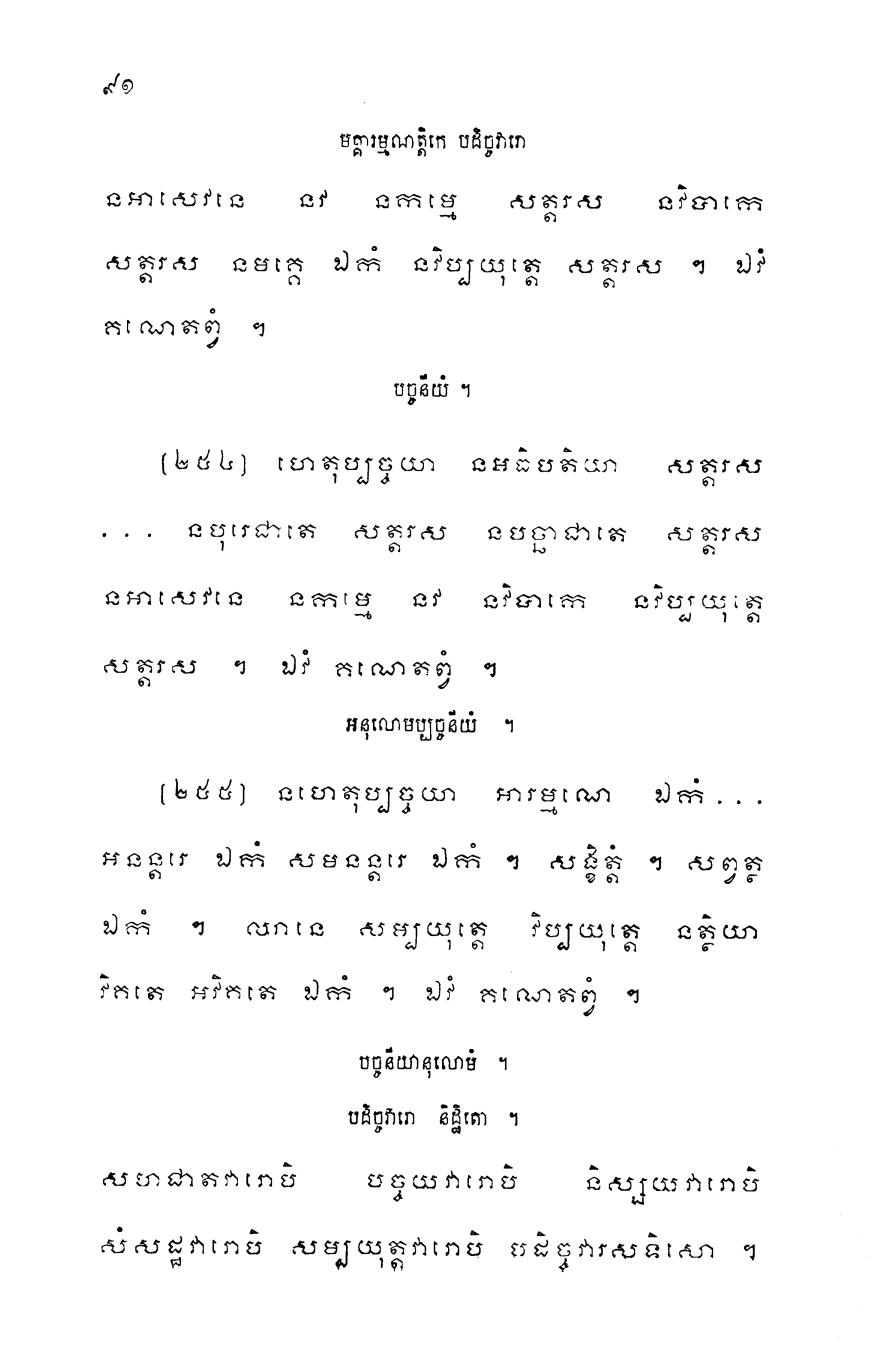 ៩១
មគ្គារម្មណត្តិកេ បដិច្ចវារោ
នអាសេវនេ នវ នកម្មេ សត្តរស នវិបាកេ
សត្តរស នមគ្គេ ឯកំ នវិប្បយុត្តេ សត្តរស ។ ឯវំ
គណេតព្វំ ។
បច្ចនីយំ ។
(២៥៤) ហេតុប្បច្ចយា នអធិបតិយា សត្តរស
... នបុរេជាតេ សត្តរស នបច្ឆាជាតេ សត្តរស
នអាសេវនេ នកម្មេ នវ នវិបាកេ នវិប្បយុត្តេ
សត្តរស ។ ឯវំ គណេតព្វំ ។
អនុលោមប្បច្ចនីយំ ។
(២៥៥) នហេតុប្បច្ចយា អារម្មណេ ឯកំ...
អនន្តរេ ឯកំ សមនន្តរេ ឯកំ ។ សង្ខិត្តំ ។ សព្វត្ថ
ឯកំ ។ ឈានេ សម្បយុត្តេ វិប្បយុត្តេ នត្ថិយា
វិគតេ អវិគតេ ឯកំ ។ ឯវំ គណេតព្វំ ។
បច្ចនីយានុលោមំ ។
បដិច្ចវារោ និដ្ឋិតោ ។
សហជាតវារោបិ បច្ចយវារោបិ និស្សយវារោបិ
សំសដ្ឋវារោបិ សម្បយុត្តវារោបិ បដិច្ចវារសទិសោ ។